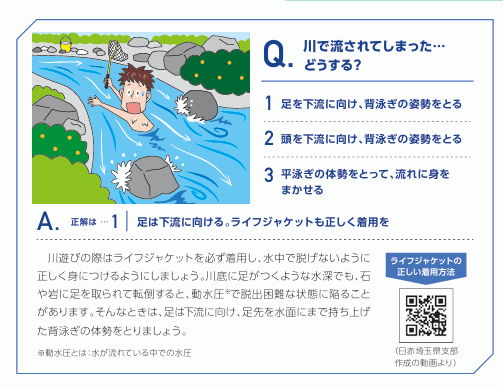 Q. 川で流されてしまった…
どうする?
1 足を下流に向け、背泳ぎの姿勢をとる
2 頭を下流に向け、背泳ぎの姿勢をとる
3 平泳ぎの体勢をとって、流れに身を
まかせる
A. 正解は…1 足は下流に向ける。ライフジャケットも正しく着用を
川遊びの際はライフジャケットを必ず着用し、水中で脱げないように
正しく身につけるようにしましょう。川底に足がつくような水深でも、石
や岩に足を取られて転倒すると、動水圧※で脱出困難な状態に陥ること
があります。そんなときは、足は下流に向け、足先を水面にまで持ち上げ
た背泳ぎの体勢をとりましょう。
※動水圧とは:水が流れている中での水圧
ライフジャケットの
正しい着用方法
(日赤埼玉県支部
作成の動画より)